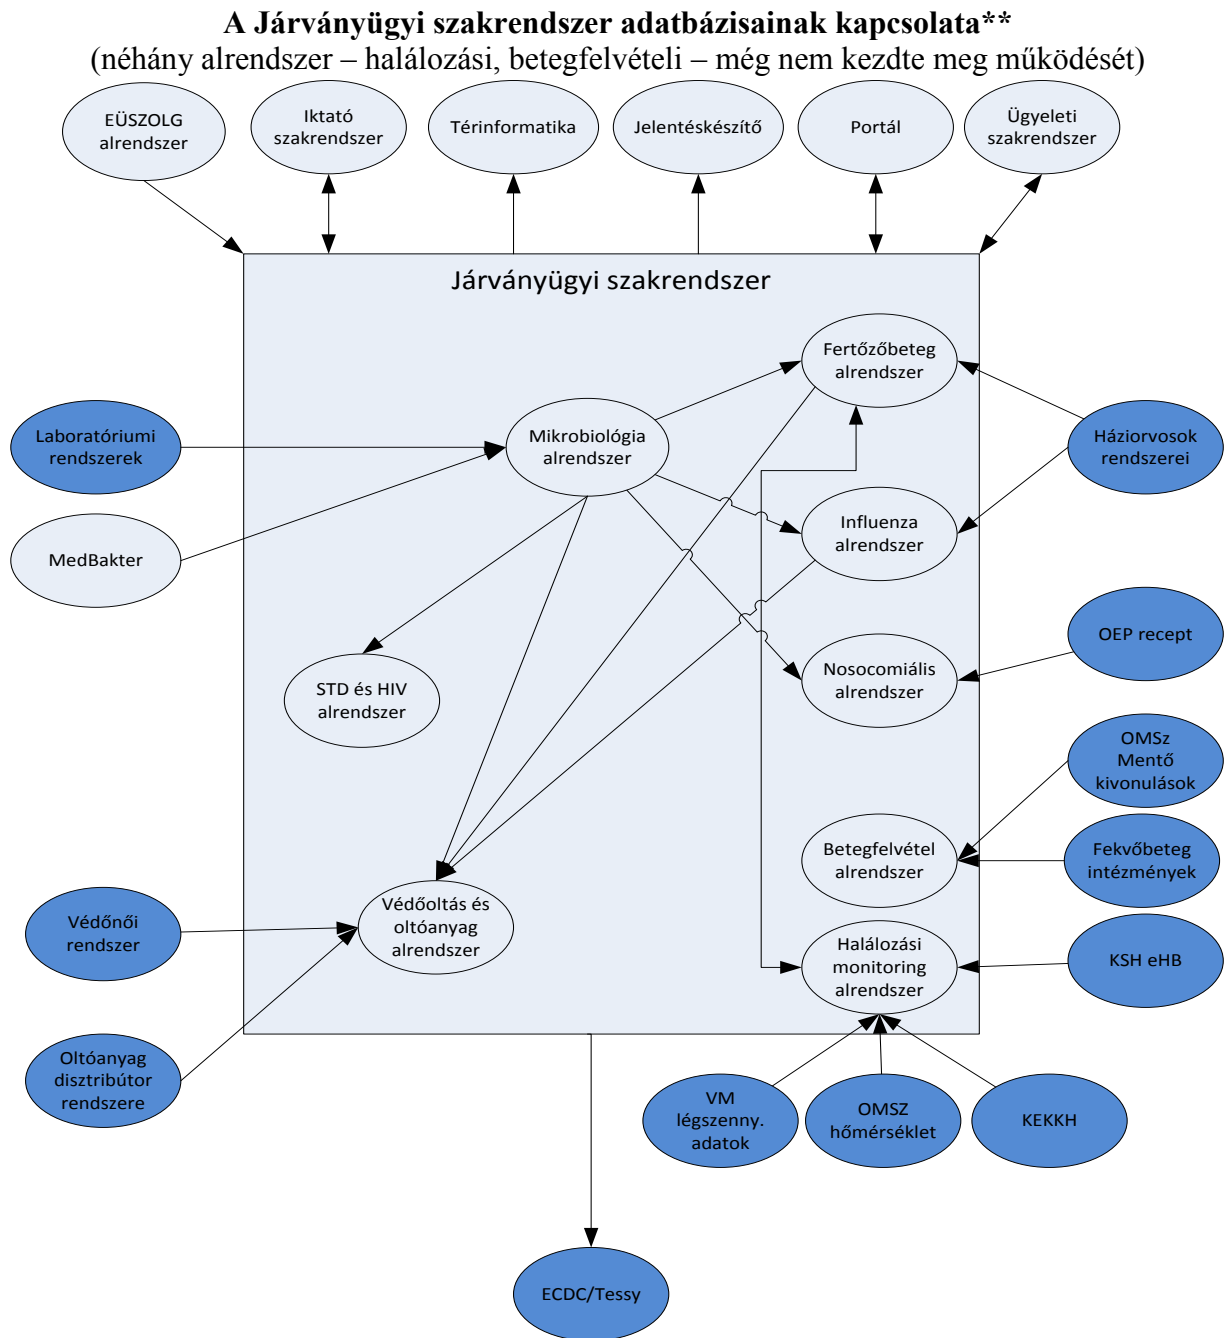 A Járványügyi szakrendszer adatbázisainak kapcsolata**
(néhány alrendszer – halálozási, betegfelvételi – még nem kezdte meg működését)
EÜSZOLG
alrendszer
Iktató
szakrendszer
Térinformatika
Jelentéskészítő
Portál
Ügyeleti
szakrendszer
Járványügyi szakrendszer
Fertőzőbeteg
alrendszer
Laboratóriumi
rendszerek
Mikrobiológia
alrendszer
Háziorvosok
rendszerei
MedBakter
Influenza
alrendszer
OEP recept
STD és HIV
alrendszer
Nosocomiális
alrendszer
OMSz
Mentő
kivonulások
Betegfelvétel
alrendszer
Fekvőbeteg
intézmények
Védőnői
rendszer
Védőoltás és
oltóanyag
alrendszer
Halálozási
monitoring
alrendszer
KSH eHB
Oltóanyag
disztribútor
rendszere
VM
légszenny.
adatok
OMSZ
hőmérséklet
KEKKH
ECDC/Tessy